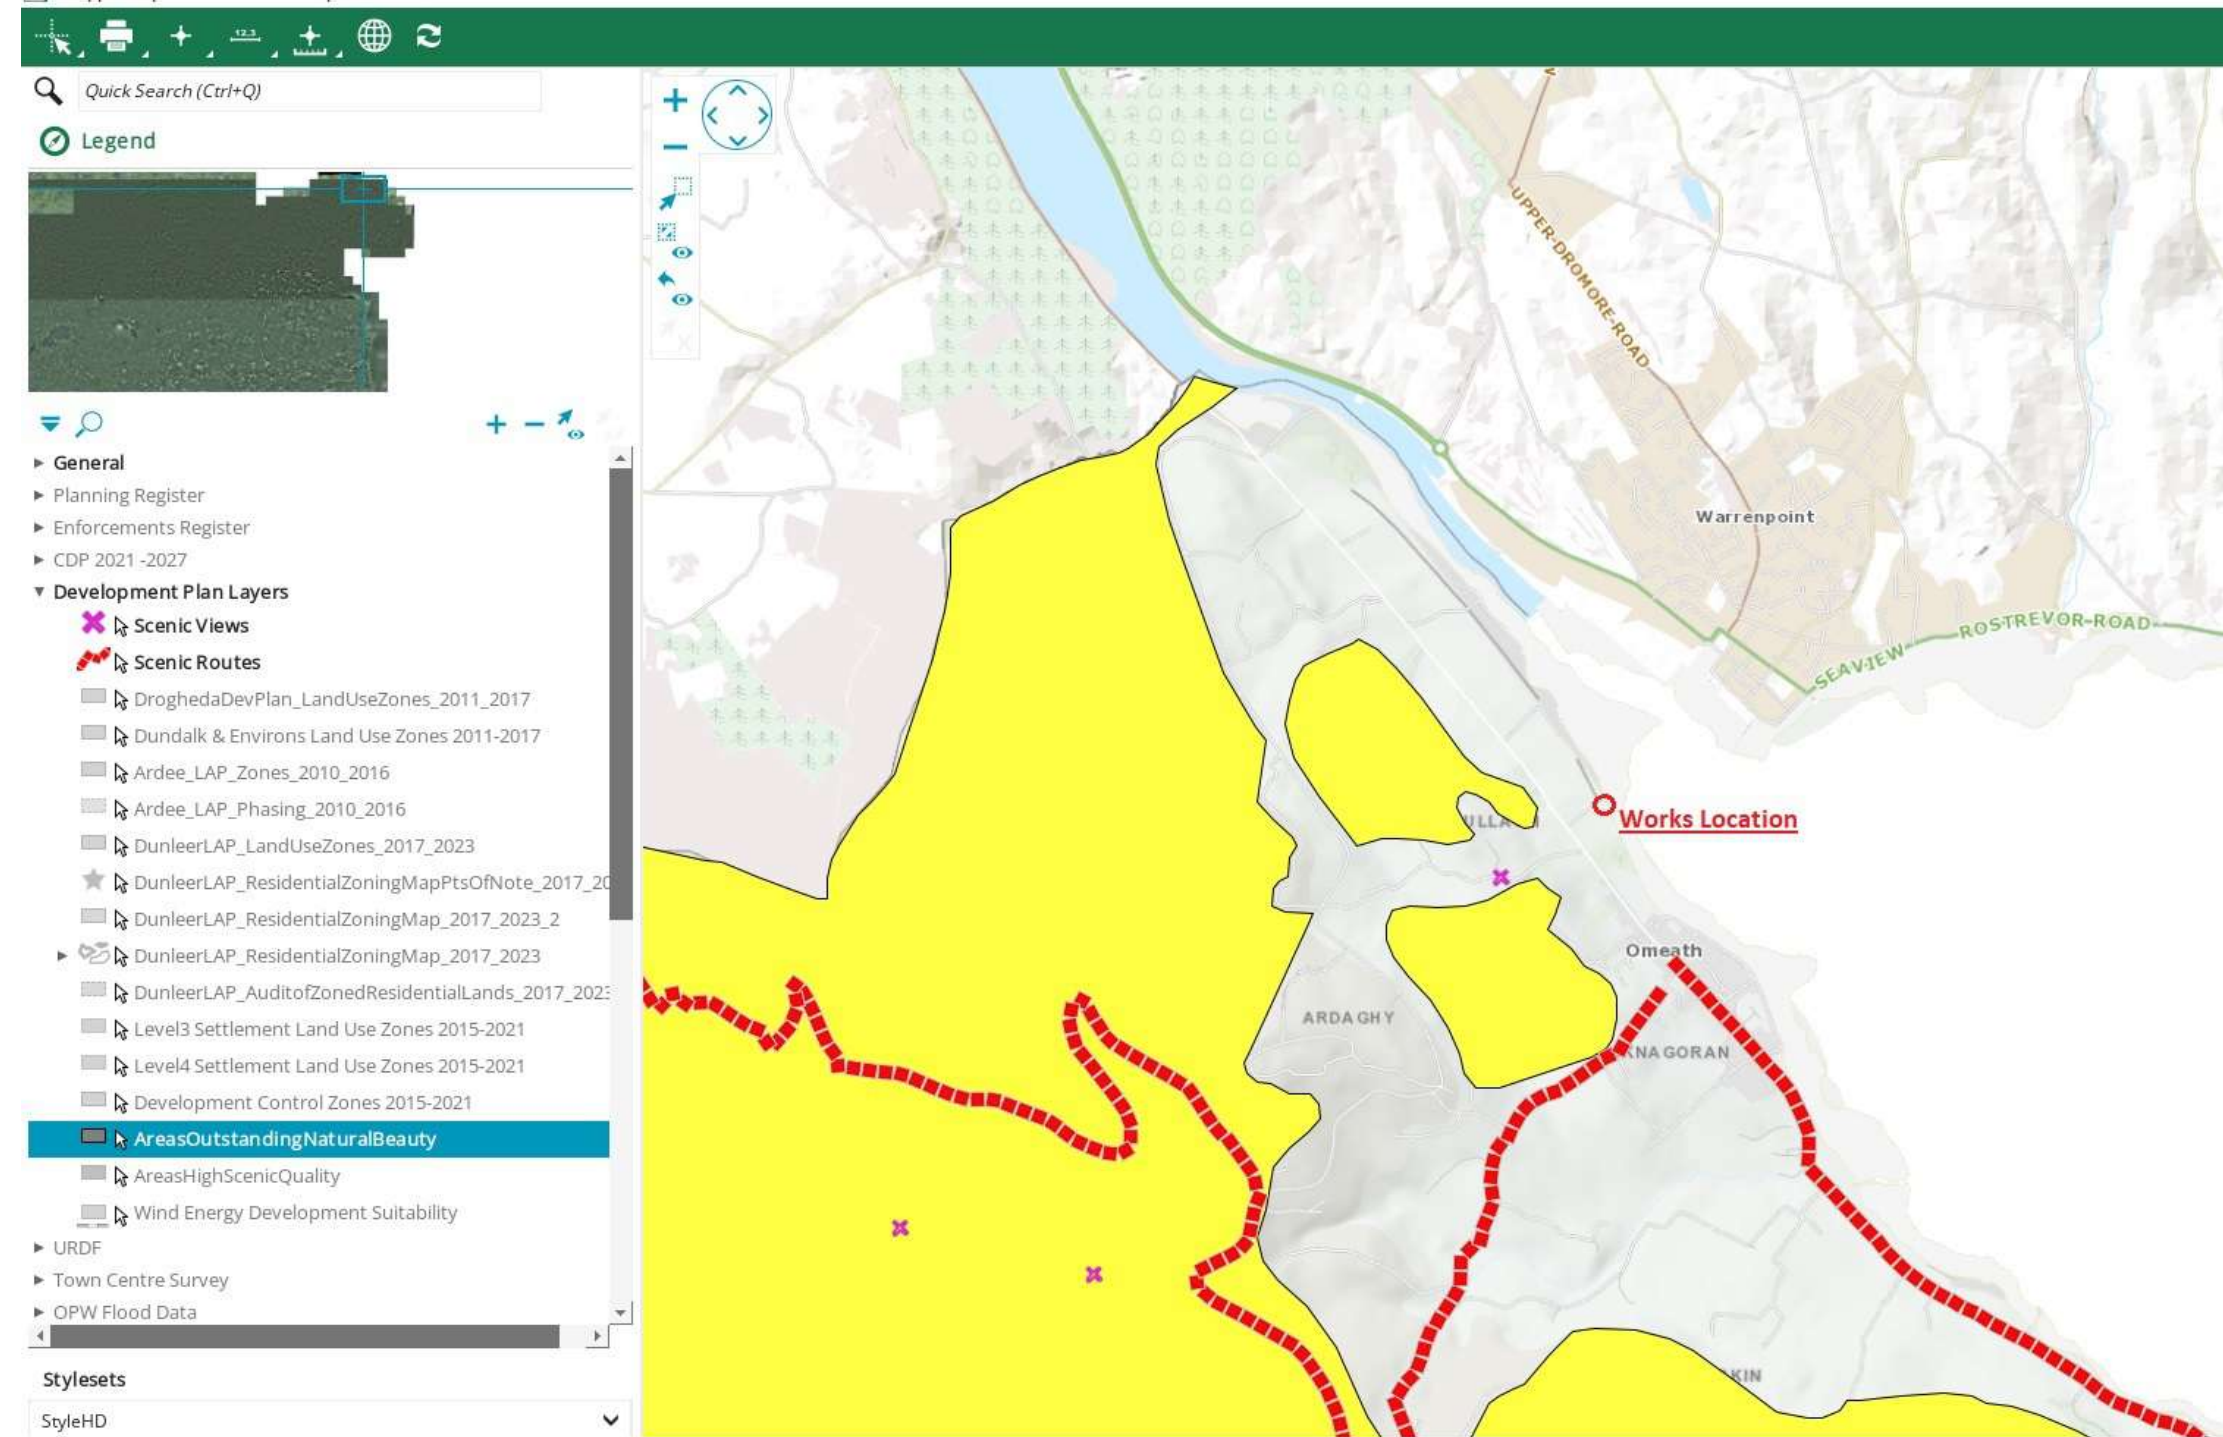 12.3
Quick Search (Ctrl+Q)
Legend
General
Planning Register
Enforcements Register
CDP 2021 -2027
Development Plan Layers
Scenic Views
Scenic Routes
DroghedaDevPlan_LandUseZones_2011_2017
Dundalk & Environs Land Use Zones 2011-2017
Ardee_LAP_Zones_2010_2016
Ardee_LAP_Phasing_2010_2016
DunleerLAP_LandUseZones_2017_2023
DunleerLAP_ResidentialZoningMapPtsOfNote_2017_20
DunleerLAP_ResidentialZoningMap_2017_2023_2
DunleerLAP_ResidentialZoningMap_2017_2023
DunleerLAP_AuditofZonedResidentialLands_2017_2023
Level3 Settlement Land Use Zones 2015-2021
Level4 Settlement Land Use Zones 2015-2021
Development Control Zones 2015-2021
AreasOutstandingNaturalBeauty
AreasHighScenicQuality
Wind Energy Development Suitability
URDF
Town Centre Survey
OPW Flood Data
Stylesets
StyleHD
UPPER-DROMORE-ROAD
Warrenpoint
SEAVIEW
ROSTREVOR-ROAD
Works Location
ULLA
Omeath
ARDAGHY
KNAGORAN
KIN